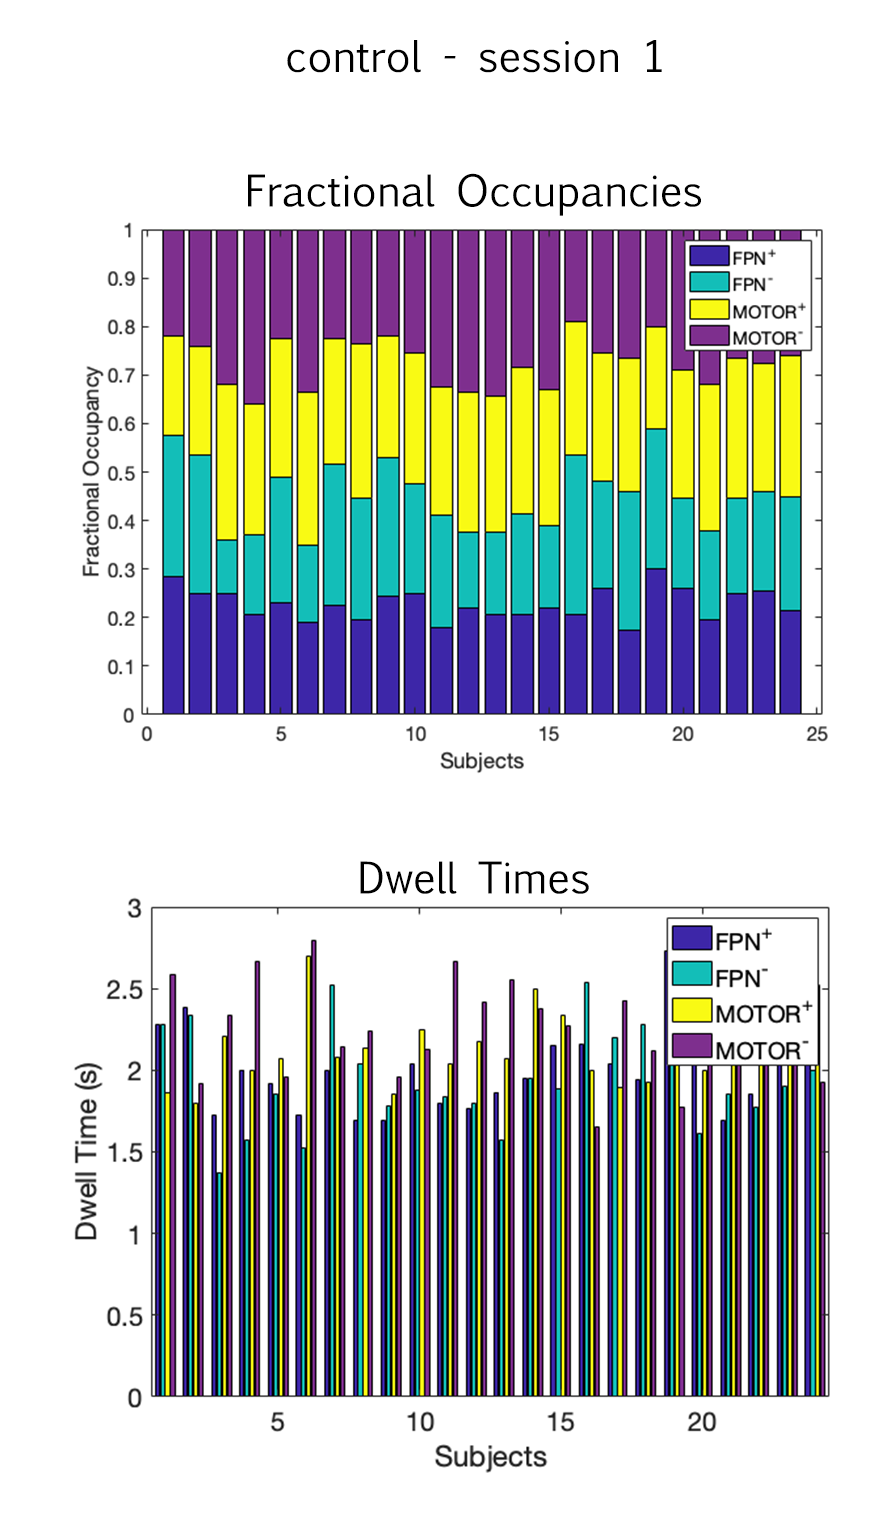 control - session 1
Fractional Occupancies
1
0.9
0.8
0.7
0.6
0.5
0.4
0.3
0.2
0.1
0
Fractional Occupancy
FPN⁺
FPN⁻
MOTOR⁺
MOTOR⁻
0 5 10 15 20 25
Subjects
Dwell Times
3
2.5
2
1.5
1
0.5
0
Dwell Time (s)
FPN⁺
FPN⁻
MOTOR⁺
MOTOR⁻
5 10 15 20
Subjects